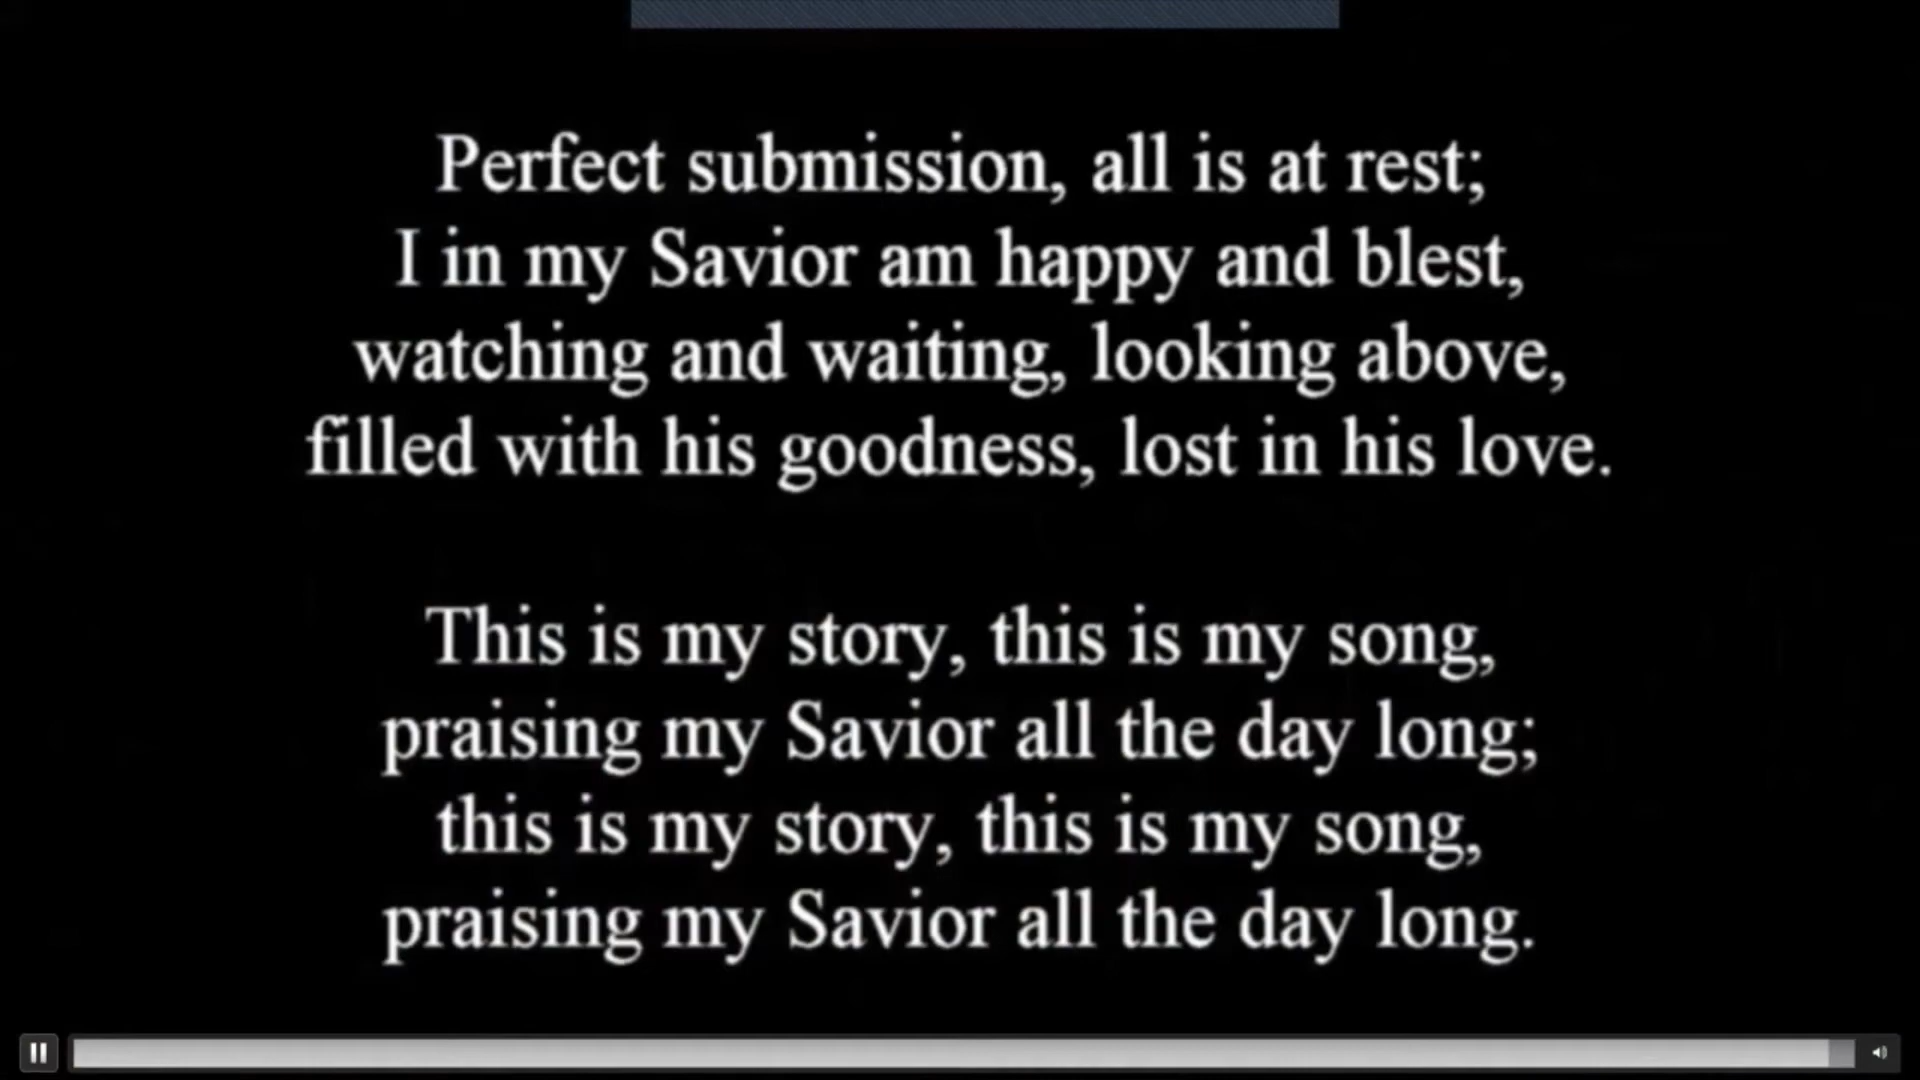 Perfect submission, all is at rest;
I in my Savior am happy and blest,
watching and waiting, looking above,
filled with his goodness, lost in his love.
This is my story, this is my song,
praising my Savior all the day long;
this is my story, this is my song,
praising my Savior all the day long.